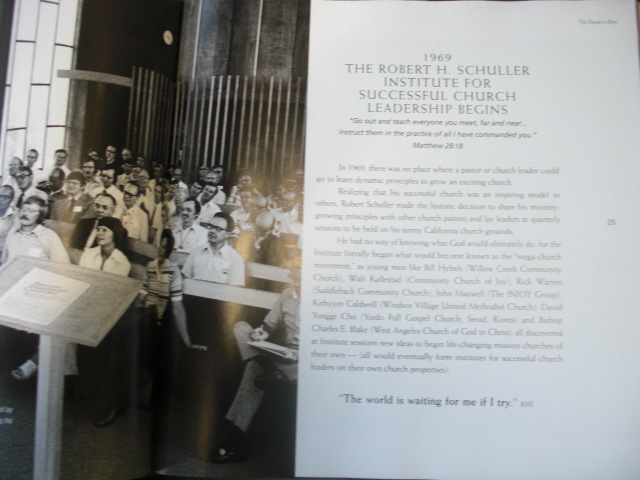 The Dream is Born
1969
THE ROBERT H. SCHULLER
INSTITUTE FOR
SUCCESSFUL CHURCH
LEADERSHIP BEGINS
"Go out and teach everyone you meet, far and near...
instruct them in the practice of all I have commanded you."
Matthew 28:18
In 1969, there was no place where a pastor or church leader could
go to learn dynamic principles to grow an exciting church.
Realizing that his successful church was an inspiring model to
others, Robert Schuller made the historic decision to share his ministry-
growing principles with other church pastors and lay leaders at quarterly
sessions to be held on his sunny California church grounds.
He had no way of knowing what God would ultimately do, for the
Institute literally began what would become known as the "mega-church
movement," as young men like Bill Hybels (Willow Creek Community
Church), Walt Kallestad (Community Church of Joy), Rick Warren
(Saddleback Community Church), John Maxwell (The INJOY Group),
Kirbyjon Caldwell (Windsor Village United Methodist Church), David
Yonggi Cho (Yoido Full Gospel Church, Seoul, Korea) and Bishop
Charles E. Blake (West Angeles Church of God in Christ) all discovered
at Institute sessions new ideas to begin life-changing mission churches of
their own — (all would eventually form institutes for successful church
leaders on their own church properties).
"The world is waiting for me if I try." RHS
25